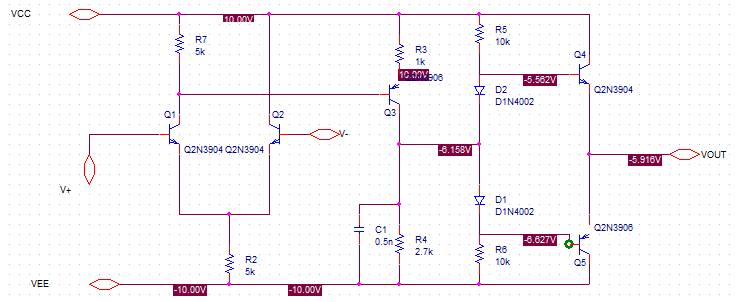 VCC
10.00V
R7
5k
R3
1k
R5
10k
10.00V
906
Q4
-5.562V
D2
D1N4002
Q2N3904
Q1
Q2
Q3
Q2N3904
Q2N3904
V-
-6.158V
-5.916V
VOUT
V+
D1
D1N4002
C1
0.5n
R4
2.7k
-6.627V
Q2N3906
R2
5k
R6
10k
Q5
VEE
-10.00V
-10.00V